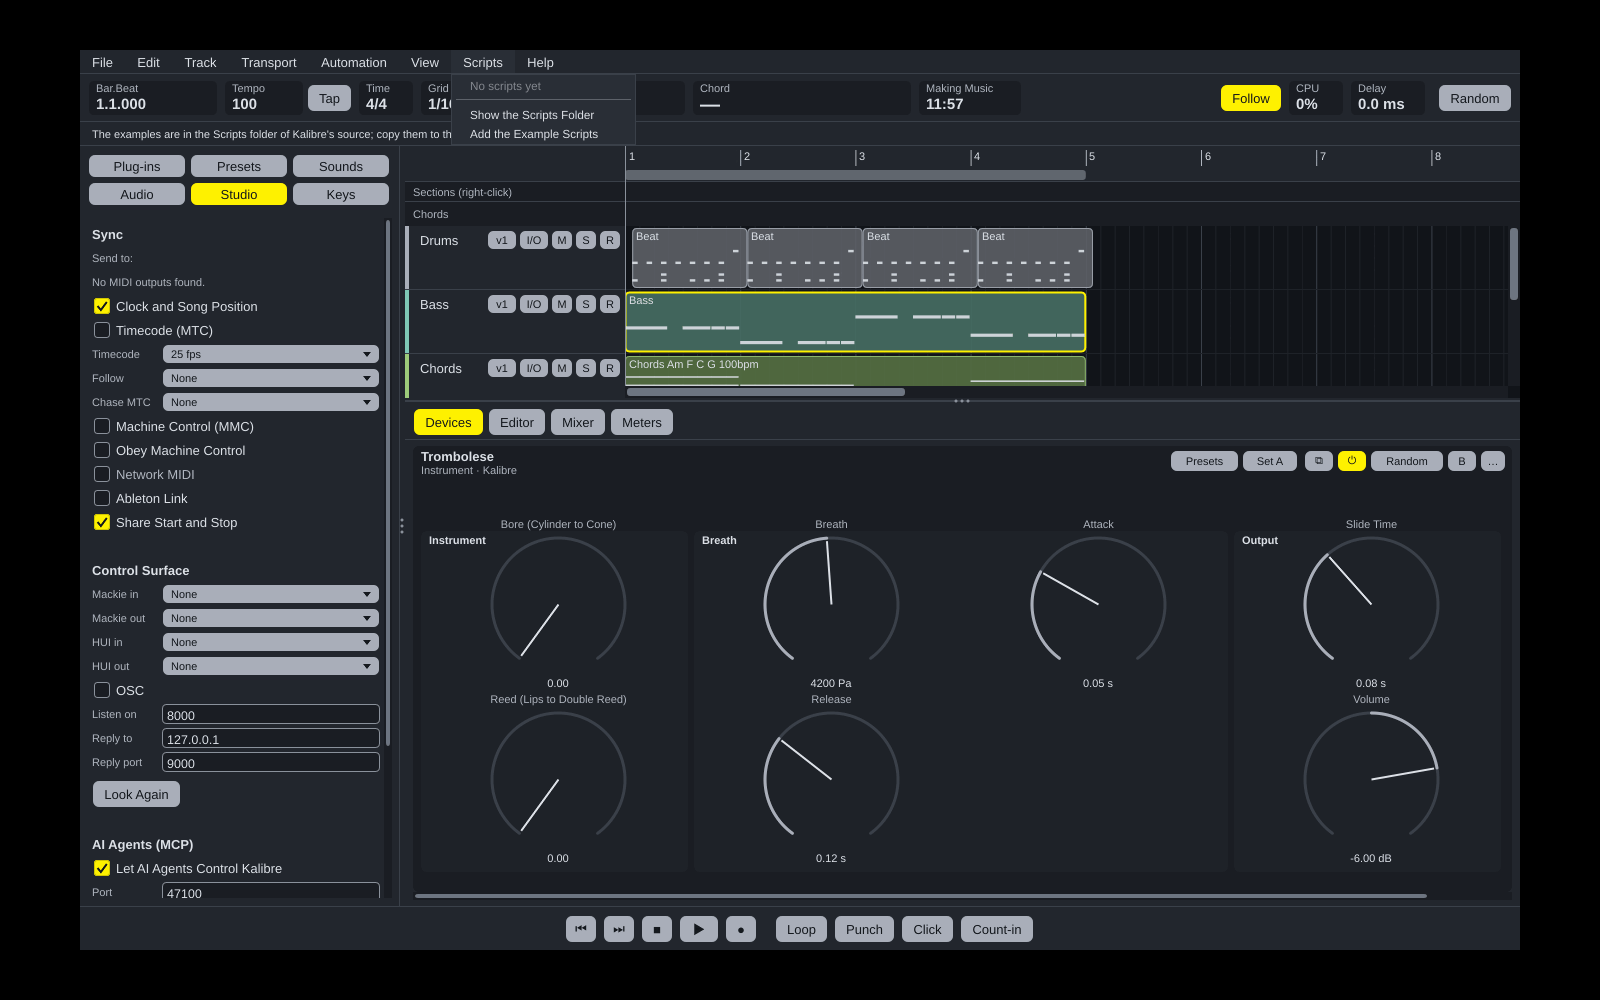 File Edit Track Transport Automation View Scripts Help
Bar.Beat Tempo Time Grid Chord Making Music CPU Delay
1.1.000 100 Tap 4/4 — 11:57 Follow 0% 0.0 ms Random
No scripts yet
Show the Scripts Folder
Add the Example Scripts
The examples are in the Scripts folder of Kalibre's source; copy them to
Plug-ins Presets Sounds
Audio Studio Keys
1 2 3 4 5 6 7 8
Sections (right-click)
Chords
Drums v1 I/O M S R
Beat Beat Beat Beat
Bass v1 I/O M S R
Bass
Chords v1 I/O M S R
Chords Am F C G 100bpm
Sync
Send to:
No MIDI outputs found.
Clock and Song Position
Timecode (MTC)
Timecode 25 fps
Follow None
Chase MTC None
Machine Control (MMC)
Obey Machine Control
Network MIDI
Ableton Link
Share Start and Stop
Control Surface
Mackie in None
Mackie out None
HUI in None
HUI out None
OSC
Listen on 8000
Reply to 127.0.0.1
Reply port 9000
Look Again
AI Agents (MCP)
Let AI Agents Control Kalibre
Port 47100
Devices Editor Mixer Meters
Trombolese
Instrument · Kalibre
Presets Set A Random B ...
Bore (Cylinder to Cone) Breath Attack Slide Time
Instrument Breath Output
0.00 4200 Pa 0.05 s 0.08 s
Reed (Lips to Double Reed) Release Volume
0.00 0.12 s -6.00 dB
Loop Punch Click Count-in